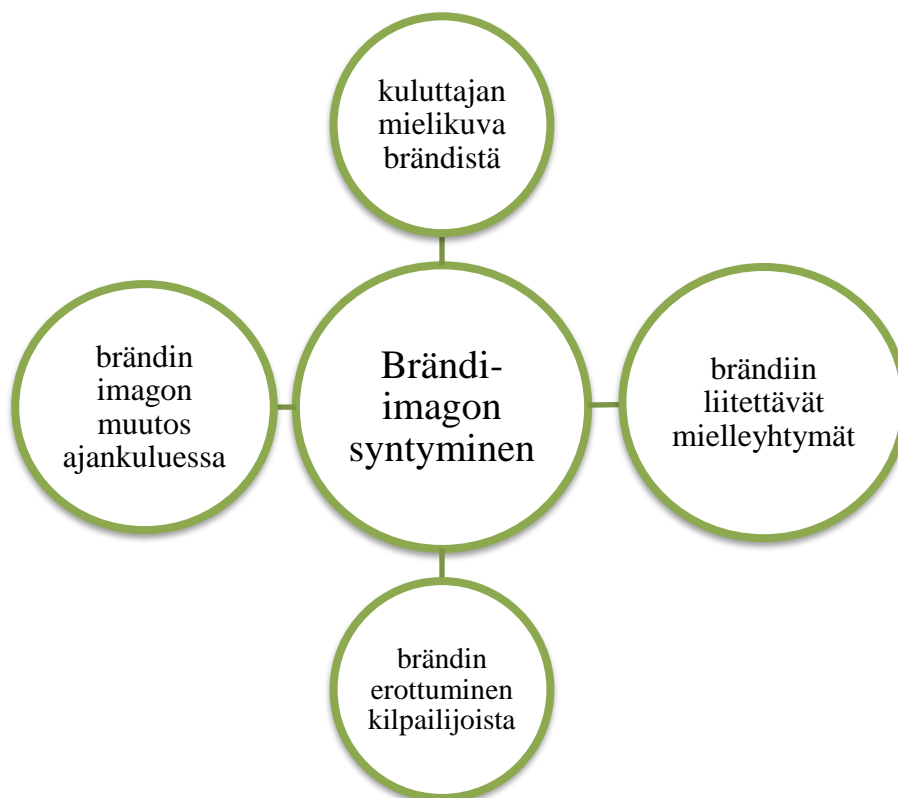 kuluttajan
mielikuva
brändistä
brändin
imagon
muutos
ajankuluessa
Brändi-
imagon
syntyminen
brändiin
liitettävät
mielleyhtymät
brändin
erottuminen
kilpailijoista